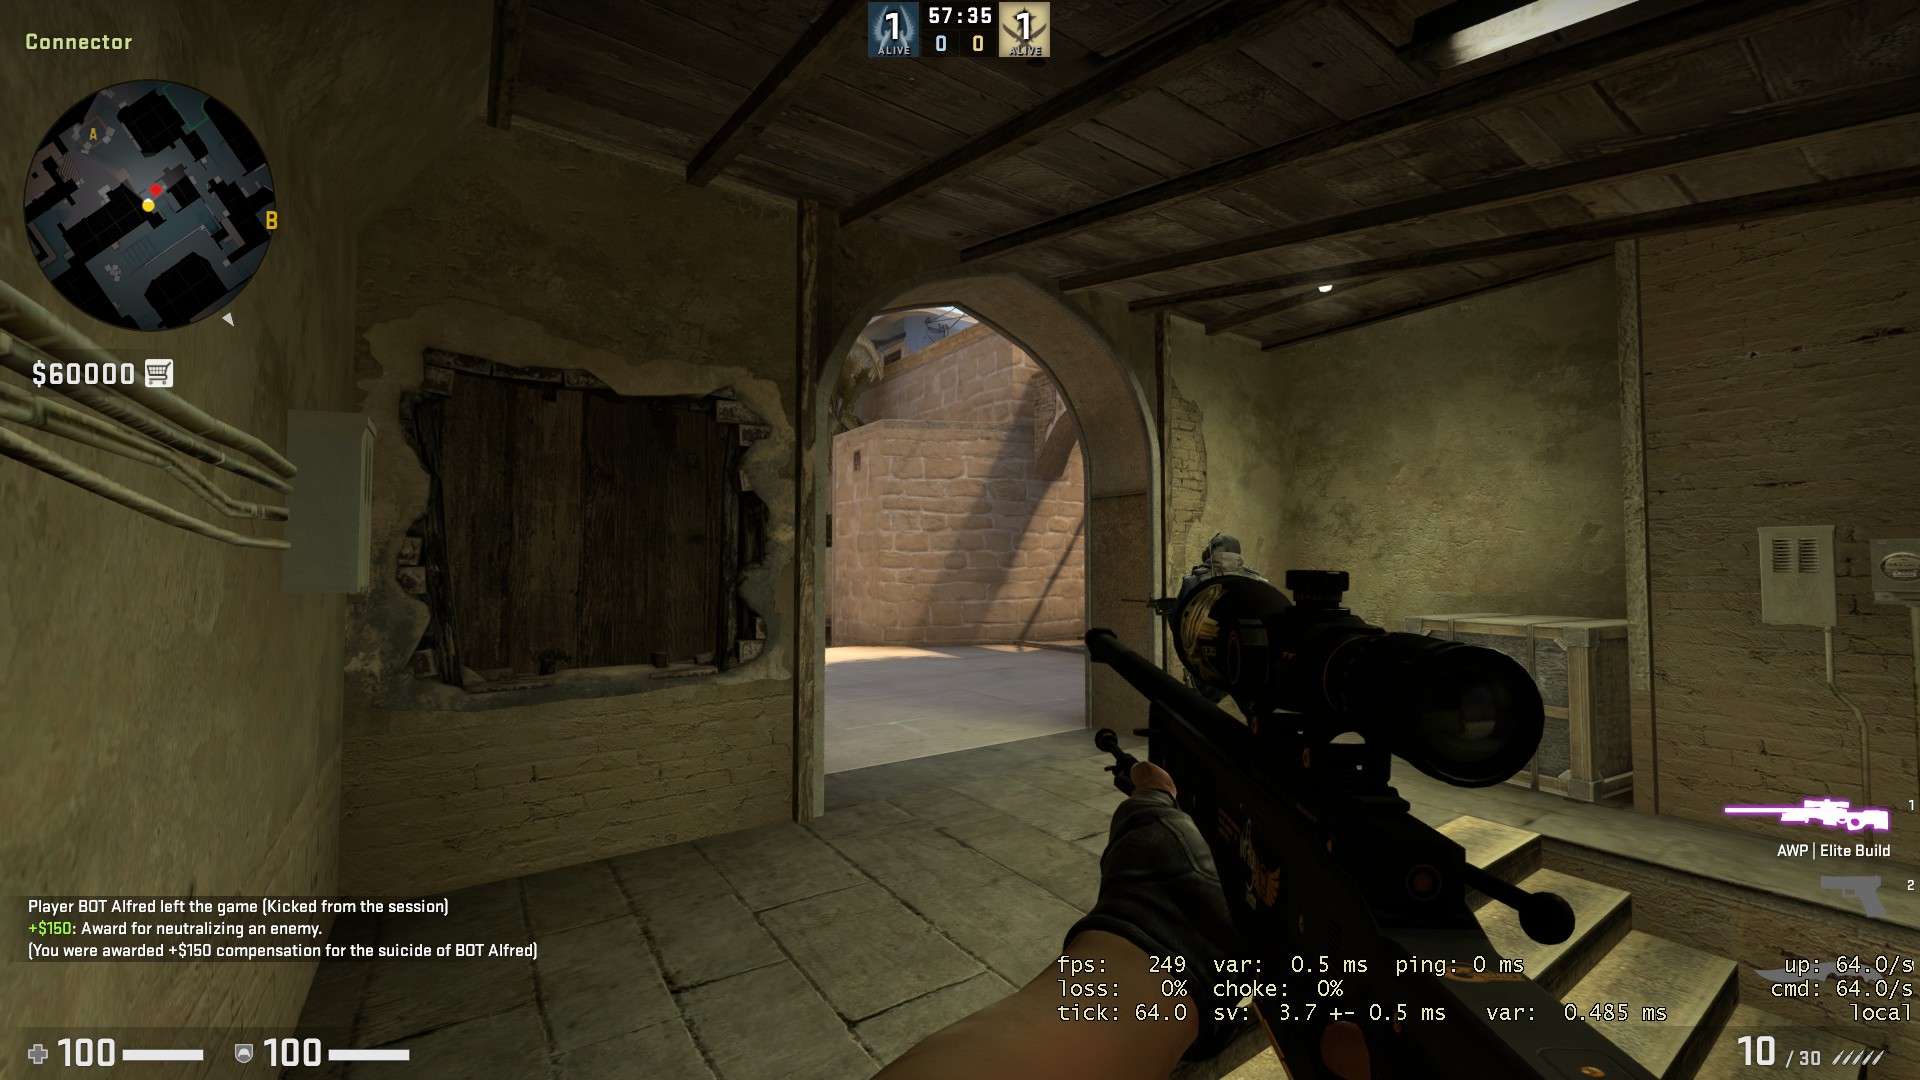 Connector
1
ALIVE
57:35
0 0
1
ALIVE
A
B
$60000
1
AWP | Elite Build
2
Player BOT Alfred left the game (Kicked from the session)
+$150: Award for neutralizing an enemy.
(You were awarded +$150 compensation for the suicide of BOT Alfred)
fps: 249 var: 0.5 ms ping: 0 ms
loss: 0% choke: 0%
tick: 64.0 sv: 3.7 +- 0.5 ms var: 0.485 ms
up: 64.0/s
cmd: 64.0/s
local
100
100
10 / 30